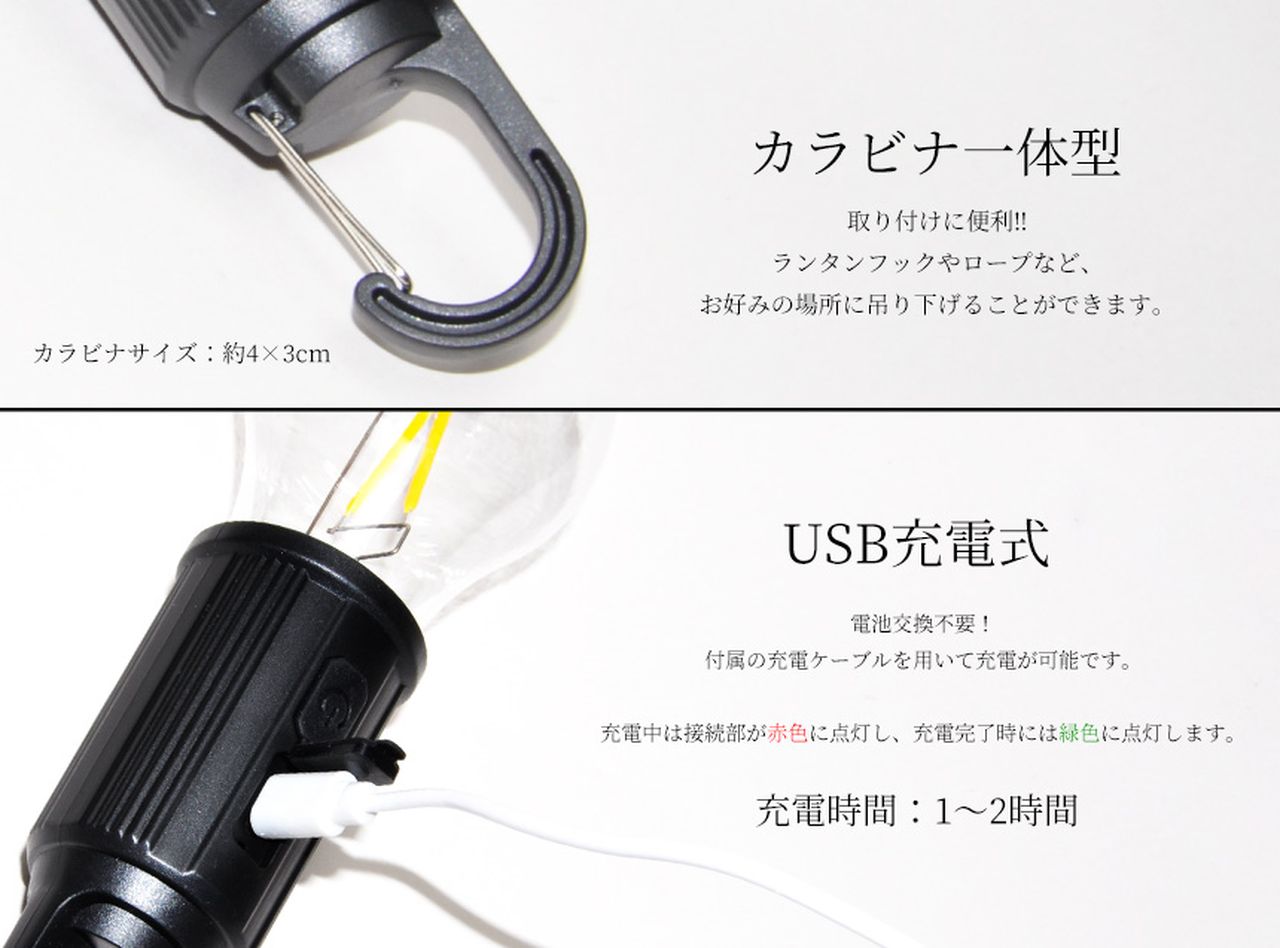 カラビナ一体型
取り付けに便利!!
ランタンフックやロープなど、
お好みの場所に吊り下げることができます。
カラビナサイズ：約4×3cm
USB充電式
電池交換不要！
付属の充電ケーブルを用いて充電が可能です。
充電中は接続部が赤色に点灯し、充電完了時には緑色に点灯します。
充電時間：1～2時間